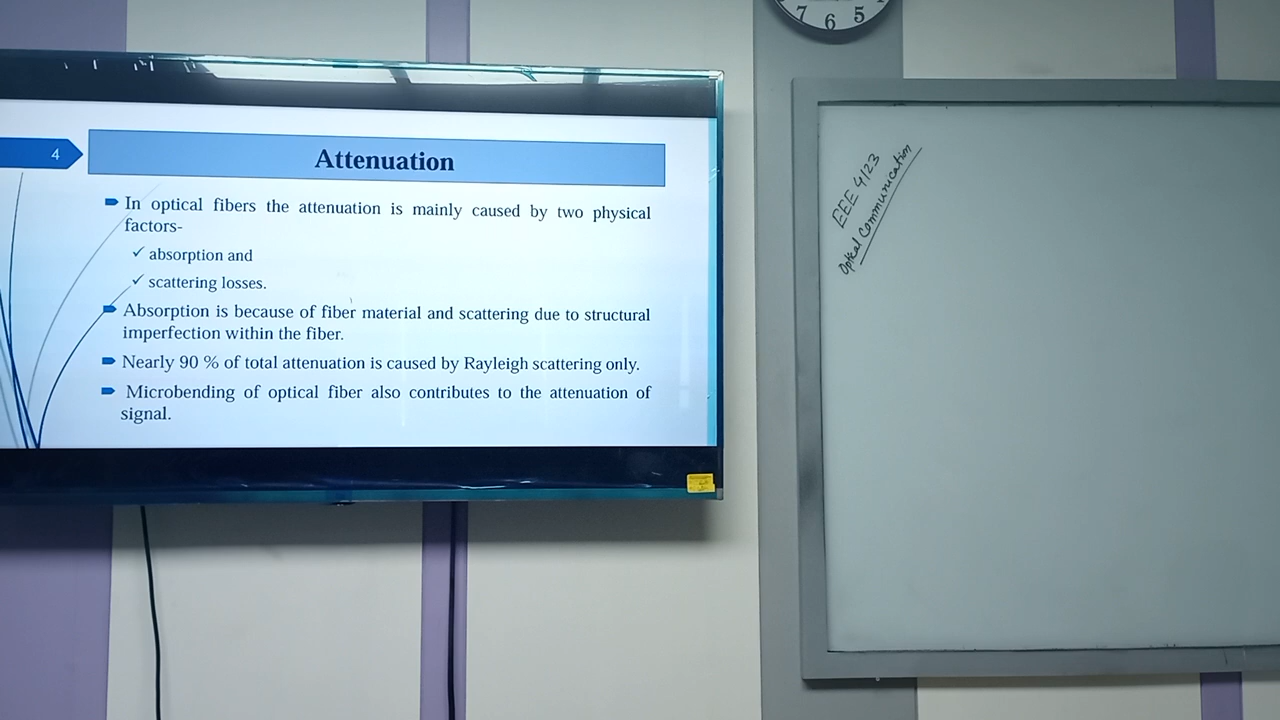 4
Attenuation
In optical fibers the attenuation is mainly caused by two physical
factors-
✓ absorption and
✓ scattering losses.
Absorption is because of fiber material and scattering due to structural
imperfection within the fiber.
Nearly 90 % of total attenuation is caused by Rayleigh scattering only.
Microbending of optical fiber also contributes to the attenuation of
signal.
7 6 5
EEE 4123
Optical Communication